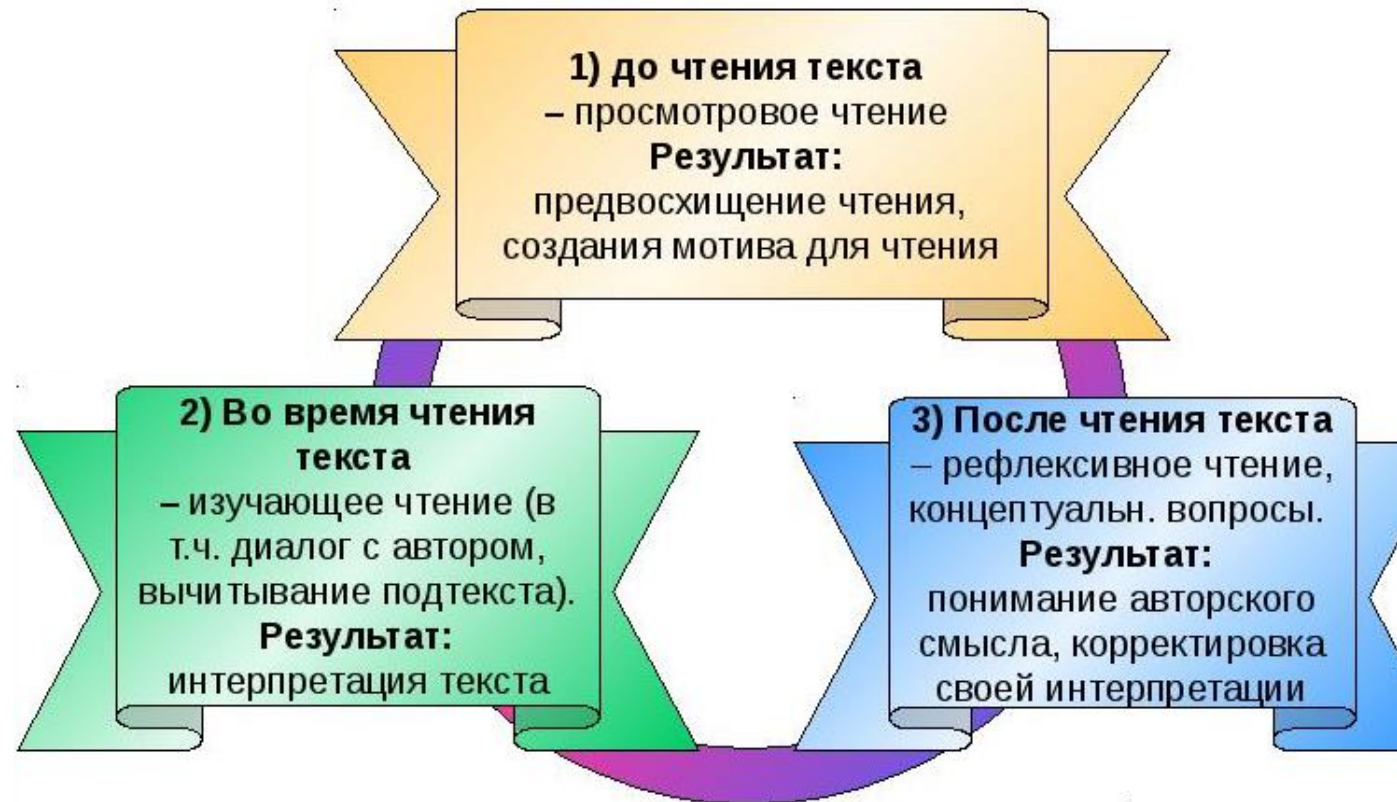 1) до чтения текста
– просмотровое чтение
Результат:
предвосхищение чтения,
создания мотива для чтения
2) Во время чтения
текста
– изучающее чтение (в
т.ч. диалог с автором,
вычитывание подтекста).
Результат:
интерпретация текста
3) После чтения текста
– рефлексивное чтение,
концептуальн. вопросы.
Результат:
понимание авторского
смысла, корректировка
своей интерпретации